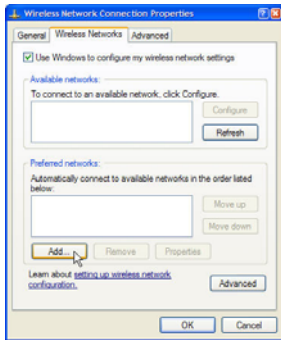 Wireless Network Connection Properties
General Wireless Networks Advanced
Use Windows to configure my wireless network settings
Available networks:
To connect to an available network, click Configure.
Configure
Refresh
Preferred networks:
Automatically connect to available networks in the order listed
below:
Move up
Move down
Add... Remove Properties
Learn about setting up wireless network
configuration.
Advanced
OK Cancel